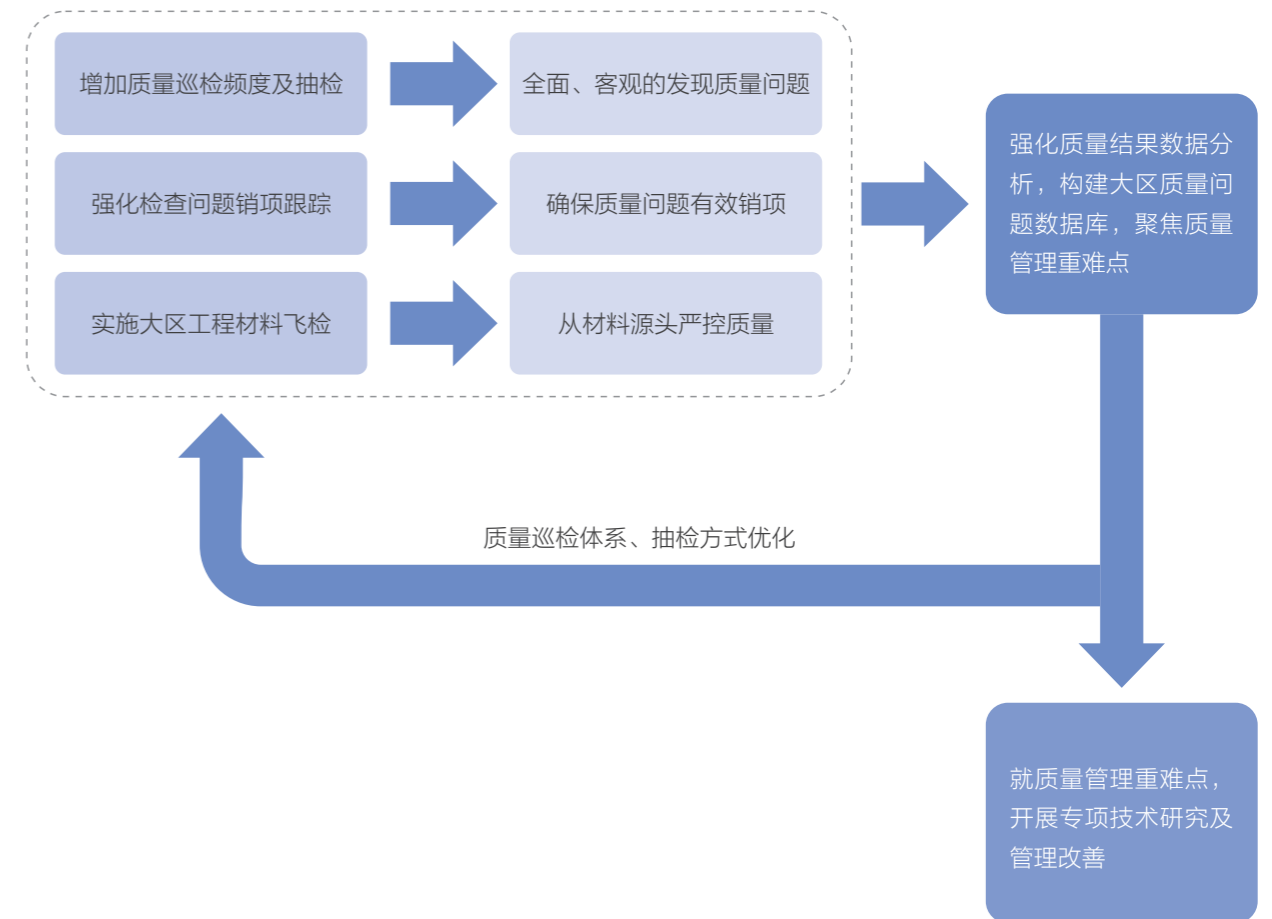 增加质量巡检频度及抽检
全面、客观的发现质量问题
强化检查问题销项跟踪
确保质量问题有效销项
实施大区工程材料飞检
从材料源头严控质量
强化质量结果数据分
析，构建大区质量问
题数据库，聚焦质量
管理重难点
质量巡检体系、抽检方式优化
就质量管理重难点，
开展专项技术研究及
管理改善